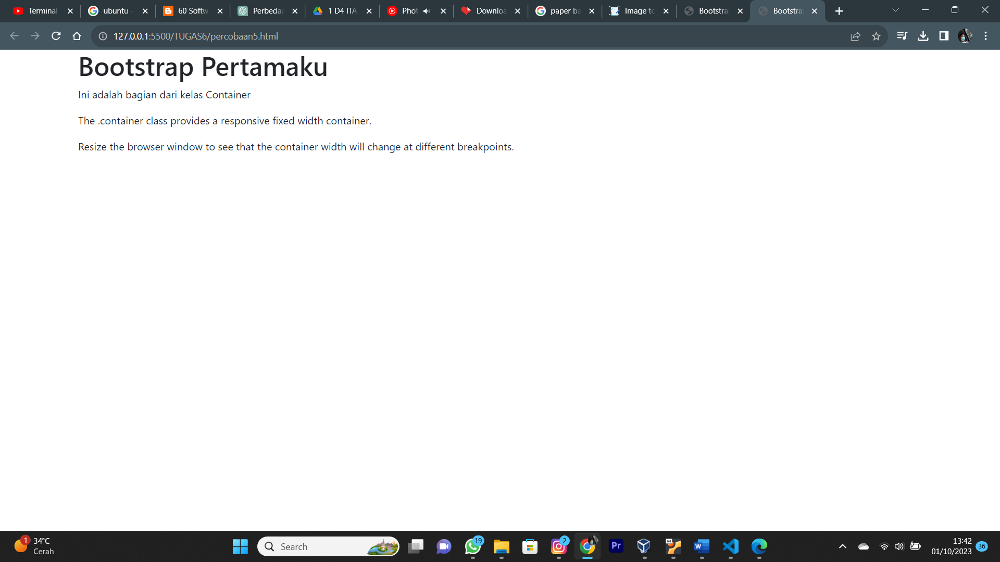 Terminal
ubuntu -
60 Softw
Perbedaa
1 D4 ITA
Phot
Downloa
paper ba
Image to
Bootstra
Bootstra
127.0.0.1:5500/TUGAS6/percobaan5.html
Bootstrap Pertamaku
Ini adalah bagian dari kelas Container
The .container class provides a responsive fixed width container.
Resize the browser window to see that the container width will change at different breakpoints.
1
34°C
Cerah
Search
19
2
Pr
64
W
13:42
01/10/2023
36